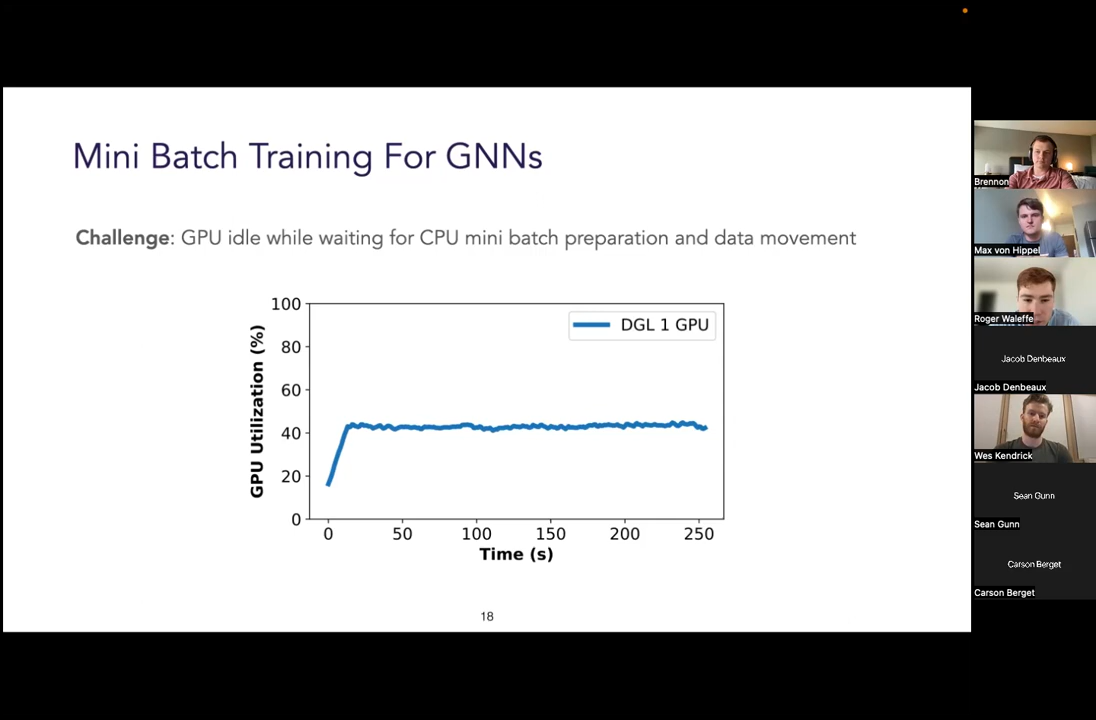 Mini Batch Training For GNNs
Challenge: GPU idle while waiting for CPU mini batch preparation and data movement
DGL 1 GPU
GPU Utilization (%)
100
80
60
40
20
0
0 50 100 150 200 250
Time (s)
18
Brennon
Max von Hippel
Roger Waleffe
Jacob Denbeaux
Jacob Denbeaux
Wes Kendrick
Sean Gunn
Sean Gunn
Carson Berget
Carson Berget